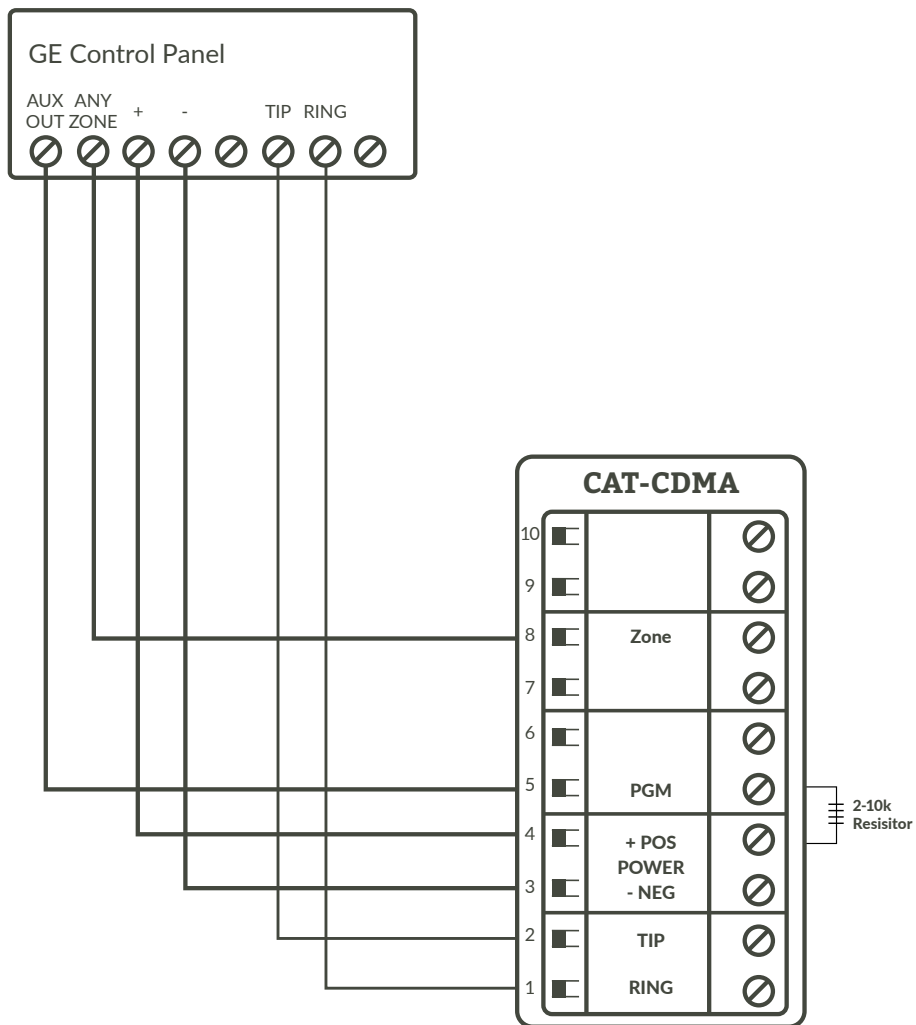 GE Control Panel
AUX ANY
OUT ZONE + - TIP RING
CAT-CDMA
10
9
8 Zone
7
6
5 PGM
2-10k
Resisitor
4 + POS
POWER
3 - NEG
2 TIP
1 RING